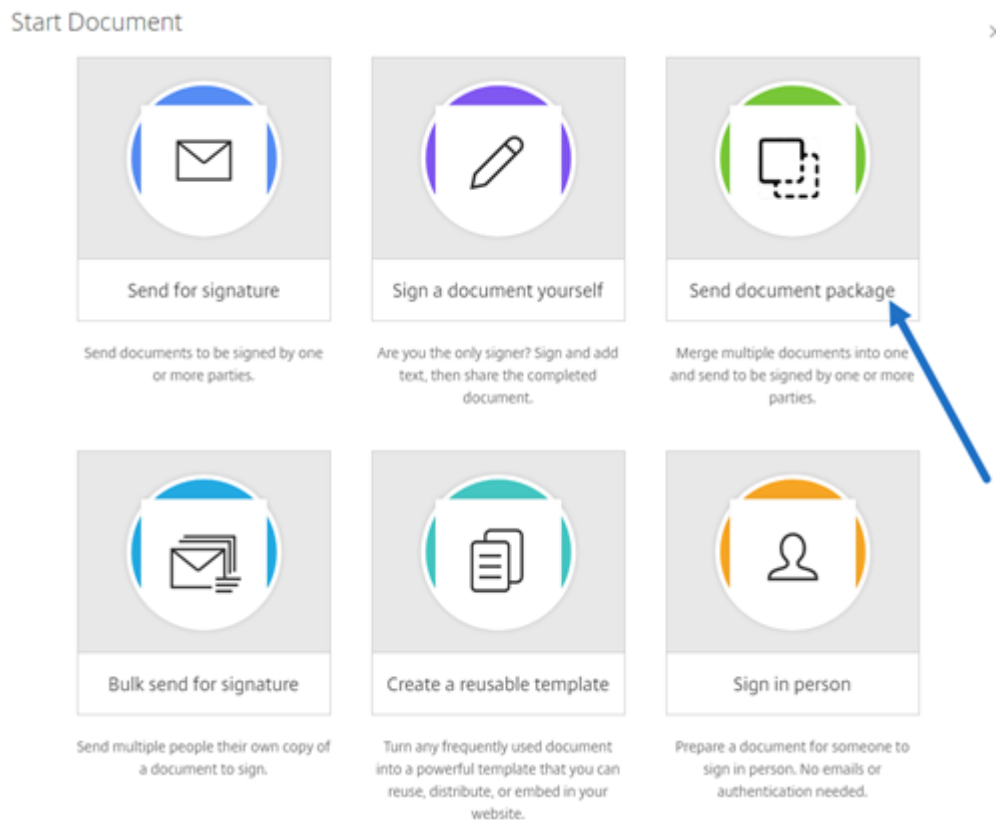 Start Document
Send for signature
Send documents to be signed by one
or more parties.
Sign a document yourself
Are you the only signer? Sign and add
text, then share the completed
document.
Send document package
Merge multiple documents into one
and send to be signed by one or more
parties.
Bulk send for signature
Send multiple people their own copy of
a document to sign.
Create a reusable template
Turn any frequently used document
into a powerful template that you can
reuse, distribute, or embed in your
website.
Sign in person
Prepare a document for someone to
sign in person. No emails or
authentication needed.